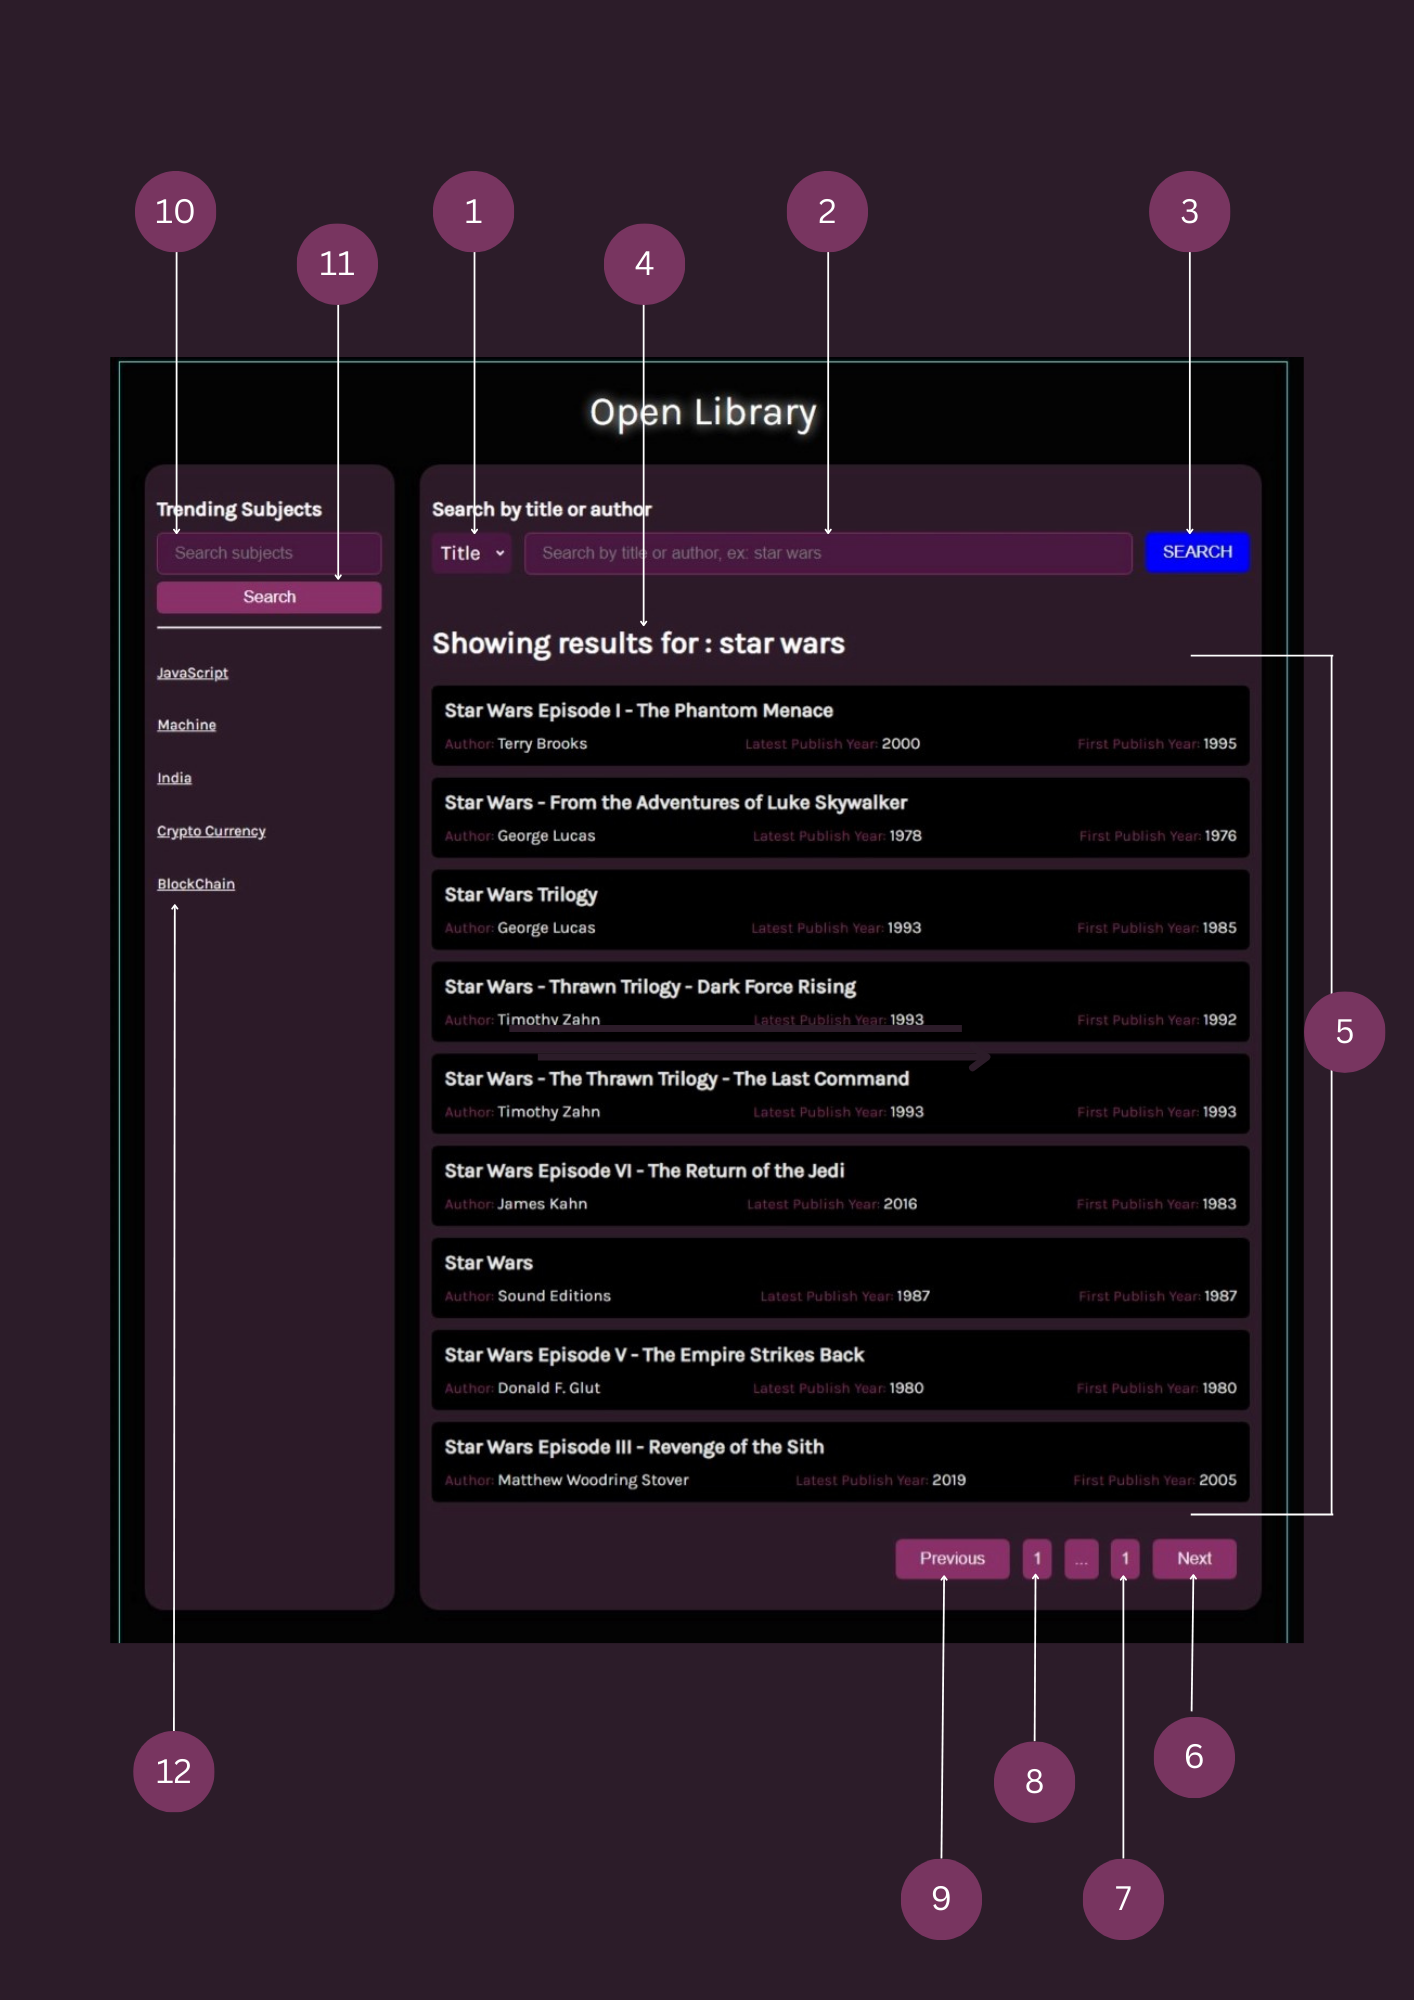 10
1
2
3
11
4
Open Library
Trending Subjects
Search subjects
Search
JavaScript
Machine
India
Crypto Currency
BlockChain
Search by title or author
Title
Search by title or author, ex: star wars
SEARCH
Showing results for : star wars
Star Wars Episode I - The Phantom Menace
Author: Terry Brooks Latest Publish Year: 2000 First Publish Year: 1995
Star Wars - From the Adventures of Luke Skywalker
Author: George Lucas Latest Publish Year: 1978 First Publish Year: 1976
Star Wars Trilogy
Author: George Lucas Latest Publish Year: 1993 First Publish Year: 1985
Star Wars - Thrawn Trilogy - Dark Force Rising
Author: Timothy Zahn Latest Publish Year: 1993 First Publish Year: 1992
Star Wars - The Thrawn Trilogy - The Last Command
Author: Timothy Zahn Latest Publish Year: 1993 First Publish Year: 1993
Star Wars Episode VI - The Return of the Jedi
Author: James Kahn Latest Publish Year: 2016 First Publish Year: 1983
Star Wars
Author: Sound Editions Latest Publish Year: 1987 First Publish Year: 1987
Star Wars Episode V - The Empire Strikes Back
Author: Donald F. Glut Latest Publish Year: 1980 First Publish Year: 1980
Star Wars Episode III - Revenge of the Sith
Author: Matthew Woodring Stover Latest Publish Year: 2019 First Publish Year: 2005
Previous 1 ... 1 Next
5
12
8
6
9
7